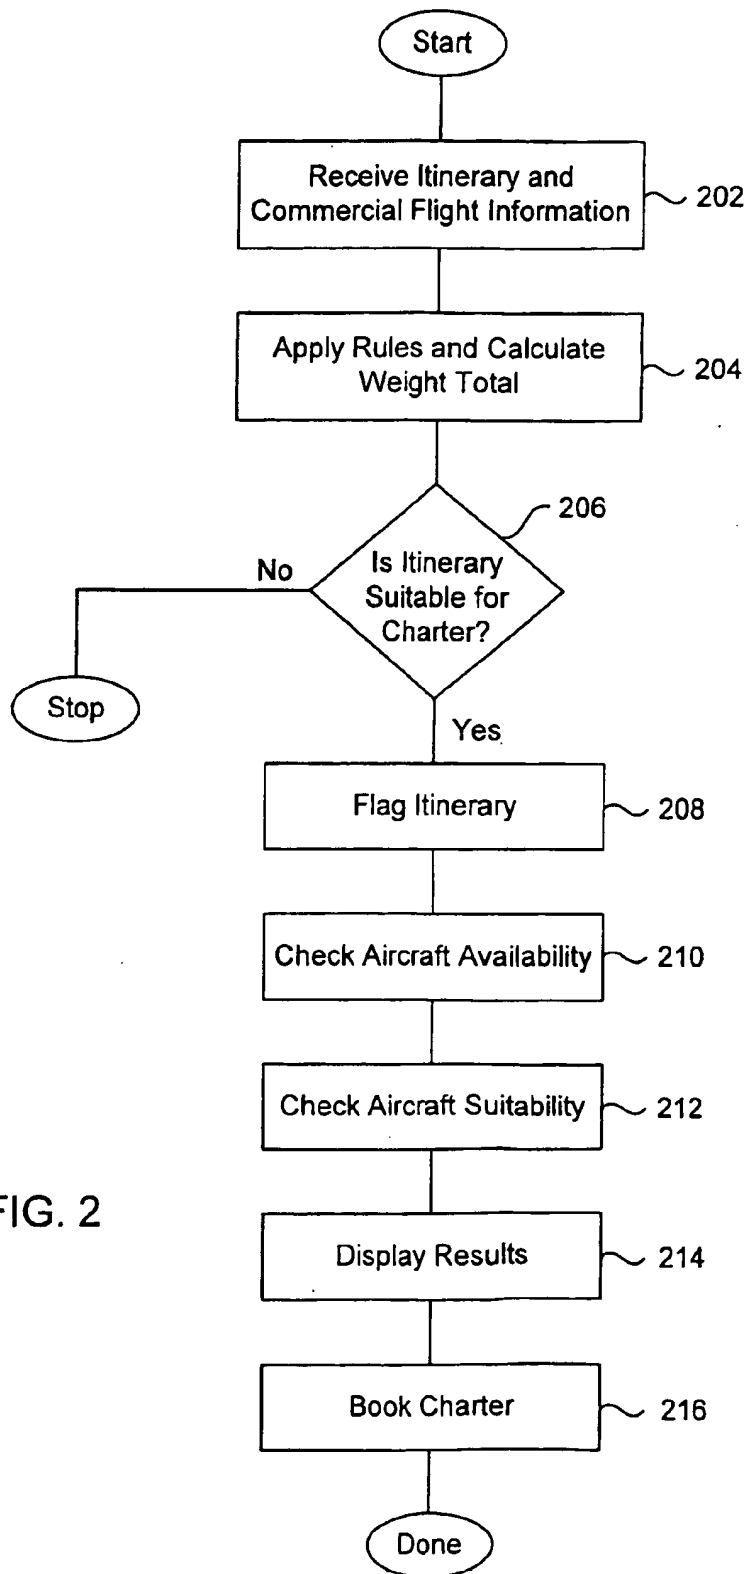 Start
Receive Itinerary and
Commercial Flight Information
202
Apply Rules and Calculate
Weight Total
204
206
Is Itinerary
Suitable for
Charter?
No
Stop
Yes
Flag Itinerary
208
Check Aircraft Availability
210
Check Aircraft Suitability
212
FIG. 2
Display Results
214
Book Charter
216
Done